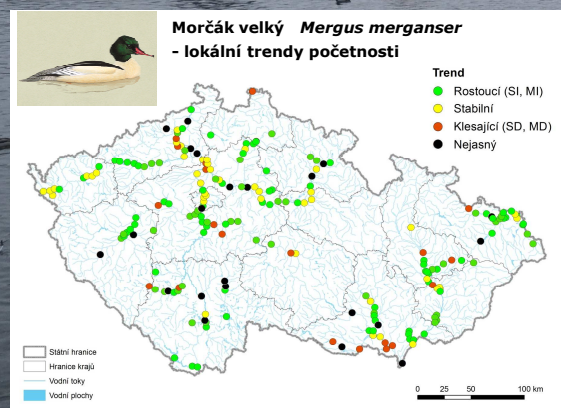 Morčák velký Mergus merganser
- lokální trendy početnosti
Trend
Rostoucí (SI, MI)
Stabilní
Klesající (SD, MD)
Nejasný
Státní hranice
Hranice krajů
Vodní toky
Vodní plochy
0 25 50 100 km